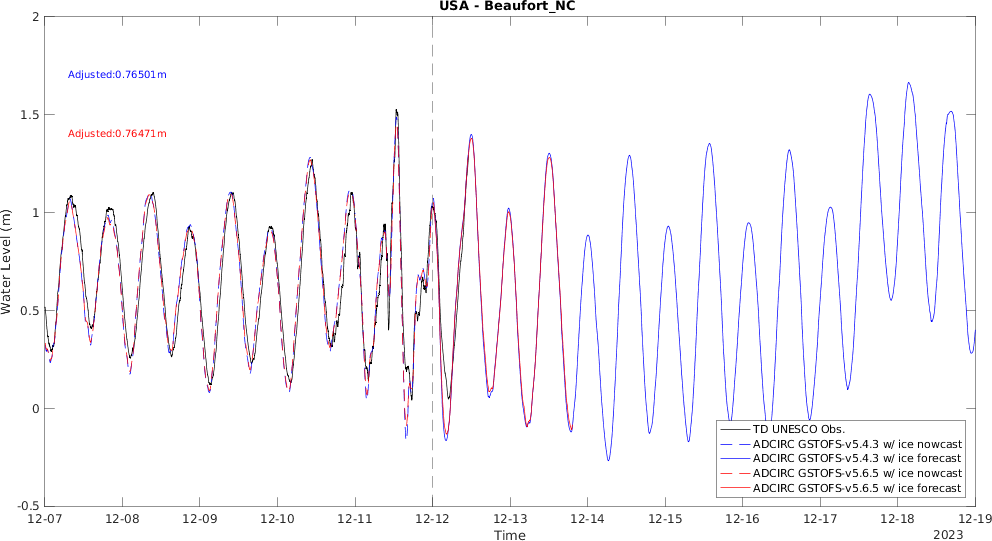 USA - Beaufort_NC
2
Adjusted:0.76501m
1.5
Adjusted:0.76471m
1
Water Level (m)
0.5
0
TD UNESCO Obs.
ADCIRC GSTOFS-v5.4.3 w/ ice nowcast
ADCIRC GSTOFS-v5.4.3 w/ ice forecast
ADCIRC GSTOFS-v5.6.5 w/ ice nowcast
ADCIRC GSTOFS-v5.6.5 w/ ice forecast
-0.5
12-07 12-08 12-09 12-10 12-11 12-12 12-13 12-14 12-15 12-16 12-17 12-18 12-19
Time
2023